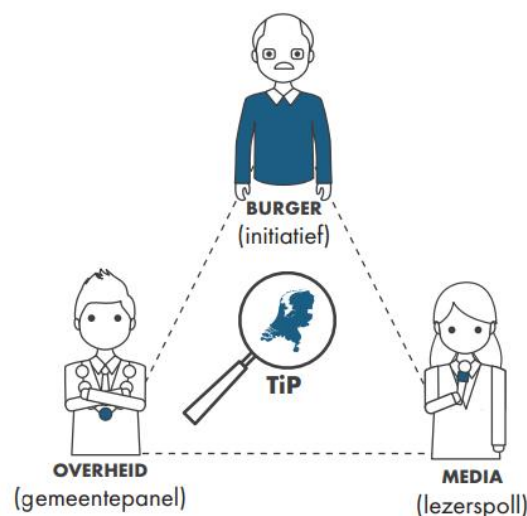 BURGER
(initiatief)
TiP
OVERHEID
(gemeentepanel)
MEDIA
(lezerspoll)